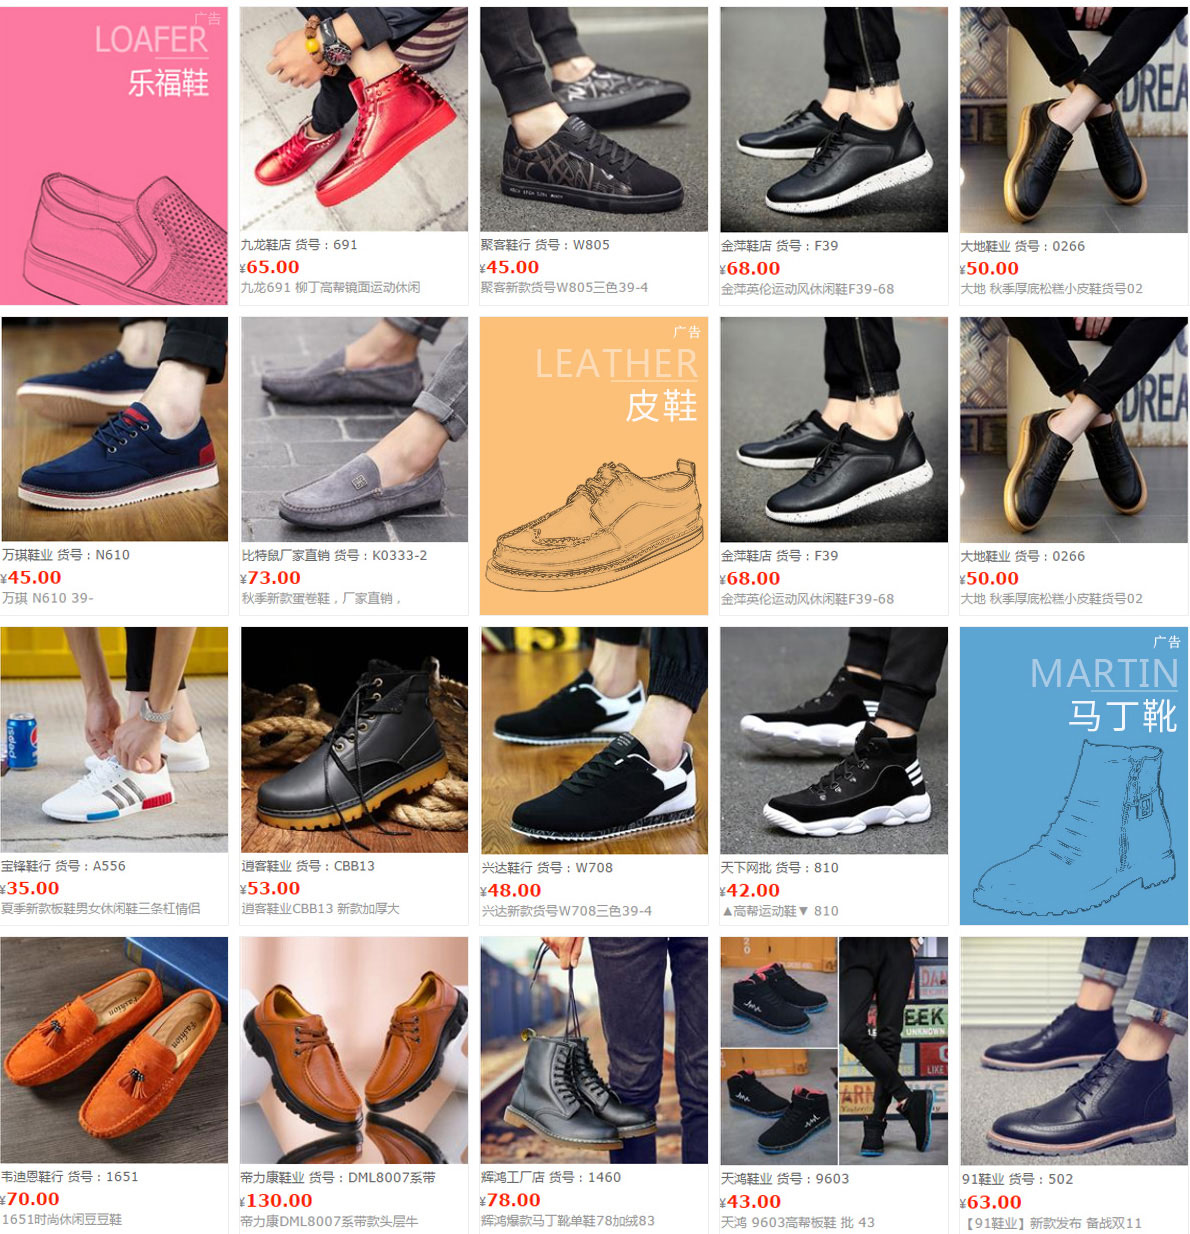 广告
LOAFER
乐福鞋
九龙鞋店 货号：691
¥65.00
九龙691 柳丁高帮镜面运动休闲
聚客鞋行 货号：W805
¥45.00
聚客新款货号W805三色39-4
金萍鞋店 货号：F39
¥68.00
金萍英伦运动风休闲鞋F39-68
DREA
大地鞋业 货号：0266
¥50.00
大地 秋季厚底松糕小皮鞋货号02
万琪鞋业 货号：N610
¥45.00
万琪 N610 39-
比特鼠厂家直销 货号：K0333-2
¥73.00
秋季新款蛋卷鞋，厂家直销，
广告
LEATHER
皮鞋
金萍鞋店 货号：F39
¥68.00
金萍英伦运动风休闲鞋F39-68
DREA
大地鞋业 货号：0266
¥50.00
大地 秋季厚底松糕小皮鞋货号02
pepsi
宝锋鞋行 货号：A556
¥35.00
夏季新款板鞋男女休闲鞋三条杠情侣
逍客鞋业 货号：CBB13
¥53.00
逍客鞋业CBB13 新款加厚大
兴达鞋行 货号：W708
¥48.00
兴达新款货号W708三色39-4
天下网批 货号：810
¥42.00
▲高帮运动鞋▼ 810
广告
MARTIN
马丁靴
Fashion
Fashion
韦迪恩鞋行 货号：1651
¥70.00
1651时尚休闲豆豆鞋
帝力康鞋业 货号：DML8007系带
¥130.00
帝力康DML8007系带款头层牛
辉鸿工厂店 货号：1460
¥78.00
辉鸿爆款马丁靴单鞋78加绒83
天鸿鞋业 货号：9603
¥43.00
天鸿 9603高帮板鞋 批 43
91鞋业 货号：502
¥63.00
【91鞋业】新款发布 备战双11